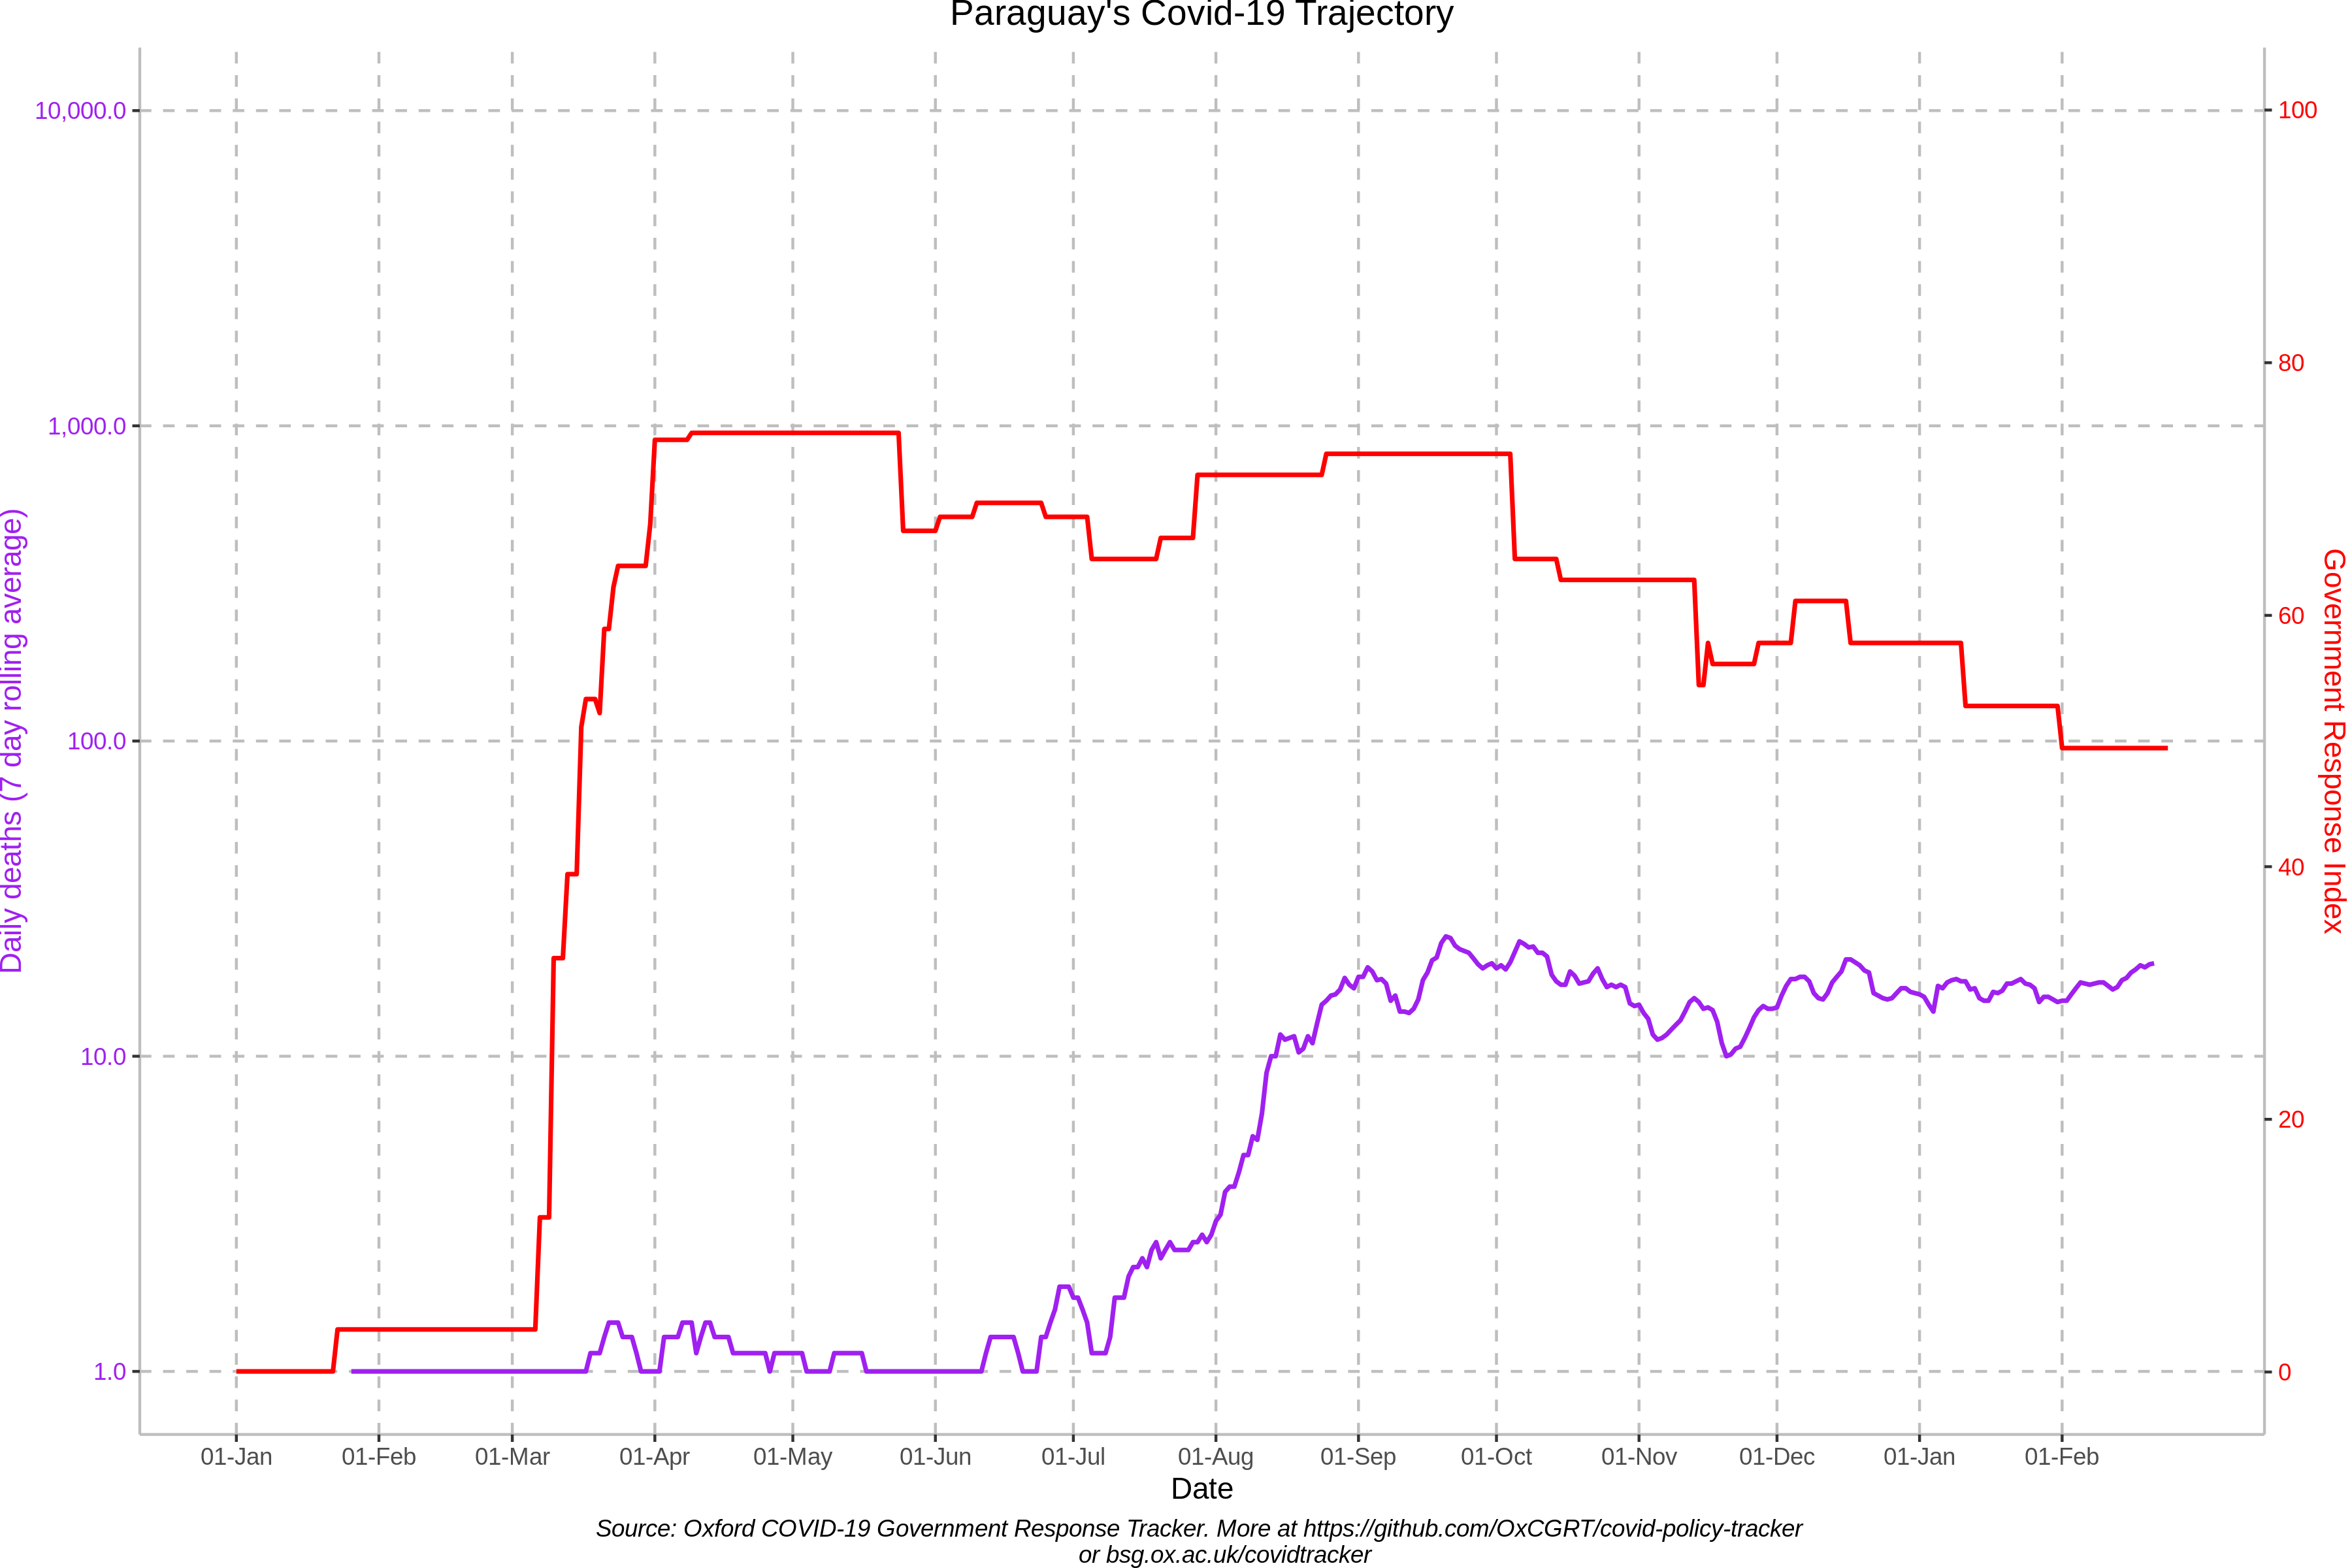 Paraguay's Covid-19 Trajectory
10,000.0
1,000.0
100.0
10.0
1.0
Daily deaths (7 day rolling average)
100
80
60
40
20
0
Government Response Index
01-Jan
01-Feb
01-Mar
01-Apr
01-May
01-Jun
01-Jul
01-Aug
01-Sep
01-Oct
01-Nov
01-Dec
01-Jan
01-Feb
Date
Source: Oxford COVID-19 Government Response Tracker. More at https://github.com/OxCGRT/covid-policy-tracker
or bsg.ox.ac.uk/covidtracker